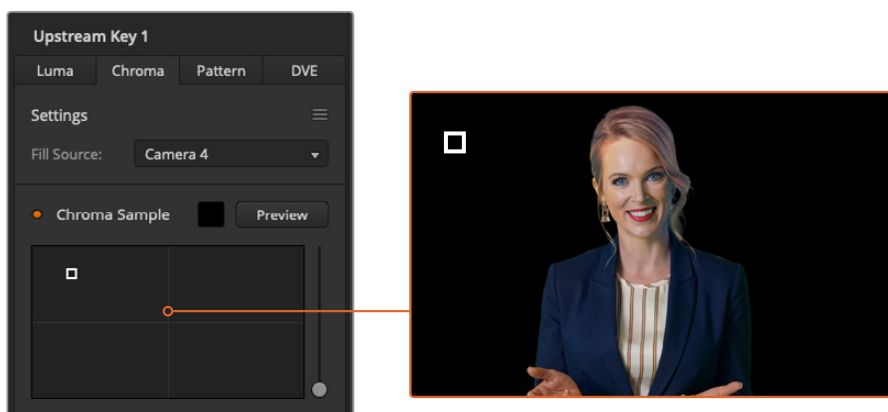 Upstream Key 1
Luma Chroma Pattern DVE
Settings
Fill Source: Camera 4
Chroma Sample Preview